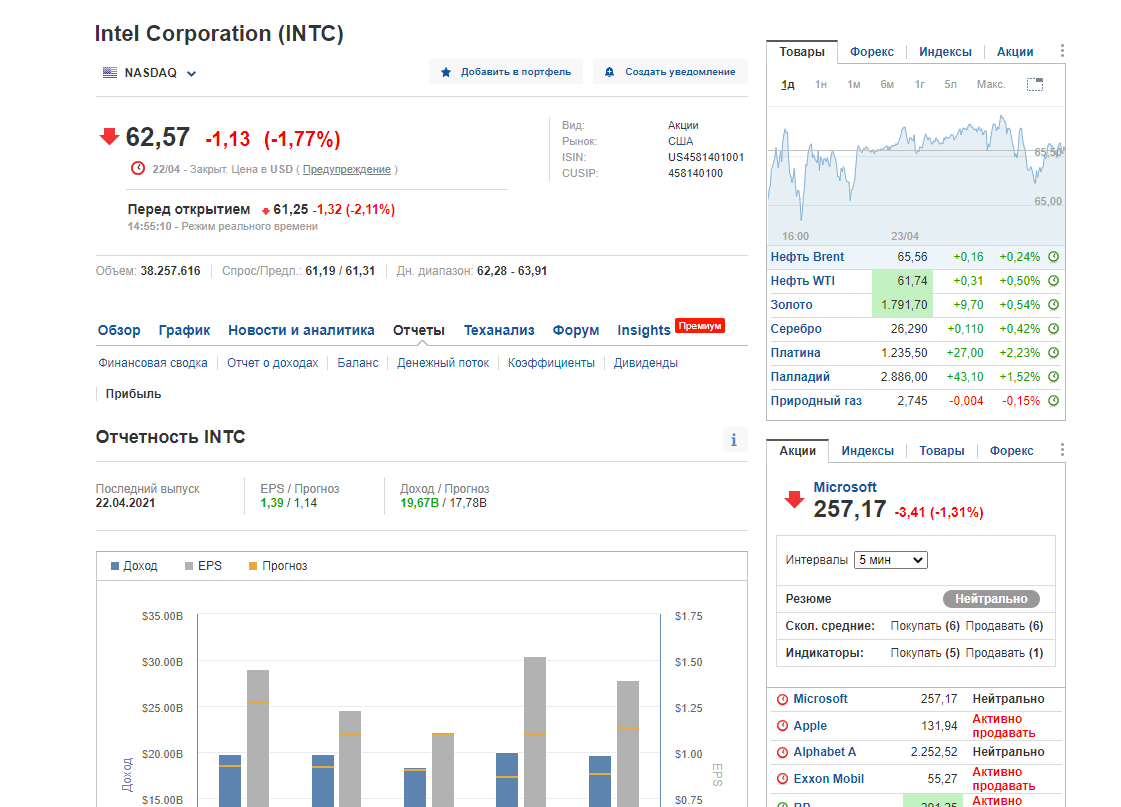 Intel Corporation (INTC)
NASDAQ
Добавить в портфель
Создать уведомление
62,57 -1,13 (-1,77%)
22/04 - Закрыт. Цена в USD ( Предупреждение )
Перед открытием 61,25 -1,32 (-2,11%)
14:55:10 - Режим реального времени
Вид: Акции
Рынок: США
ISIN: US4581401001
CUSIP: 458140100
Объем: 38.257.616 Спрос/Предл.: 61,19 / 61,31 Дн. диапазон: 62,28 - 63,91
Обзор График Новости и аналитика Отчеты Теханализ Форум Insights Премиум
Финансовая сводка Отчет о доходах Баланс Денежный поток Коэффициенты Дивиденды
Прибыль
Отчетность INTC
i
Последний выпуск EPS / Прогноз Доход / Прогноз
22.04.2021 1,39 / 1,14 19,67B / 17,78B
Доход EPS Прогноз
$35.00B $1.75
$30.00B $1.50
$25.00B $1.25
$20.00B $1.00
$15.00B $0.75
Доход
EPS
Товары Форекс Индексы Акции
1д 1н 1м 6м 1г 5л Макс.
65,50
65,00
16:00 23/04
Нефть Brent 65,56 +0,16 +0,24%
Нефть WTI 61,74 +0,31 +0,50%
Золото 1.791,70 +9,70 +0,54%
Серебро 26,290 +0,110 +0,42%
Платина 1.235,50 +27,00 +2,23%
Палладий 2.886,00 +43,10 +1,52%
Природный газ 2,745 -0,004 -0,15%
Акции Индексы Товары Форекс
Microsoft
257,17 -3,41 (-1,31%)
Интервалы 5 мин
Резюме Нейтрально
Скол. средние: Покупать (6) Продавать (6)
Индикаторы: Покупать (5) Продавать (1)
Microsoft 257,17 Нейтрально
Apple 131,94 Активно
продавать
Alphabet A 2.252,52 Нейтрально
Exxon Mobil 55,27 Активно
продавать
Активно